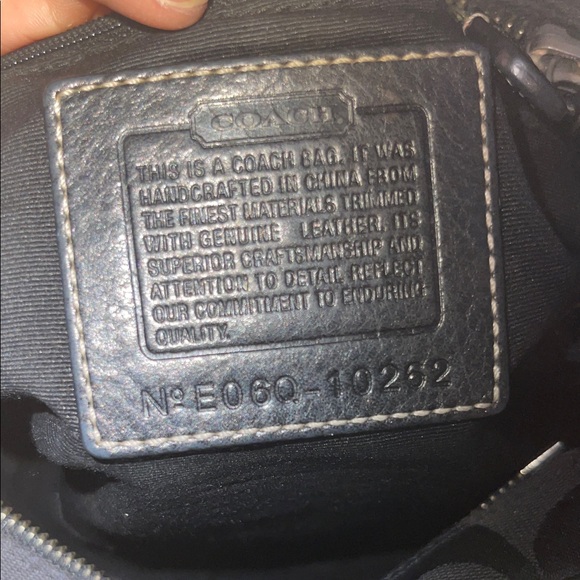 COACH
THIS IS A COACH BAG. IT WAS
HANDCRAFTED IN CHINA FROM
THE FINEST MATERIALS TRIMMED
WITH GENUINE LEATHER. ITS
SUPERIOR CRAFTSMANSHIP AND
ATTENTION TO DETAIL REFLECT
OUR COMMITMENT TO ENDURING
QUALITY.
Nº E06Q-10262